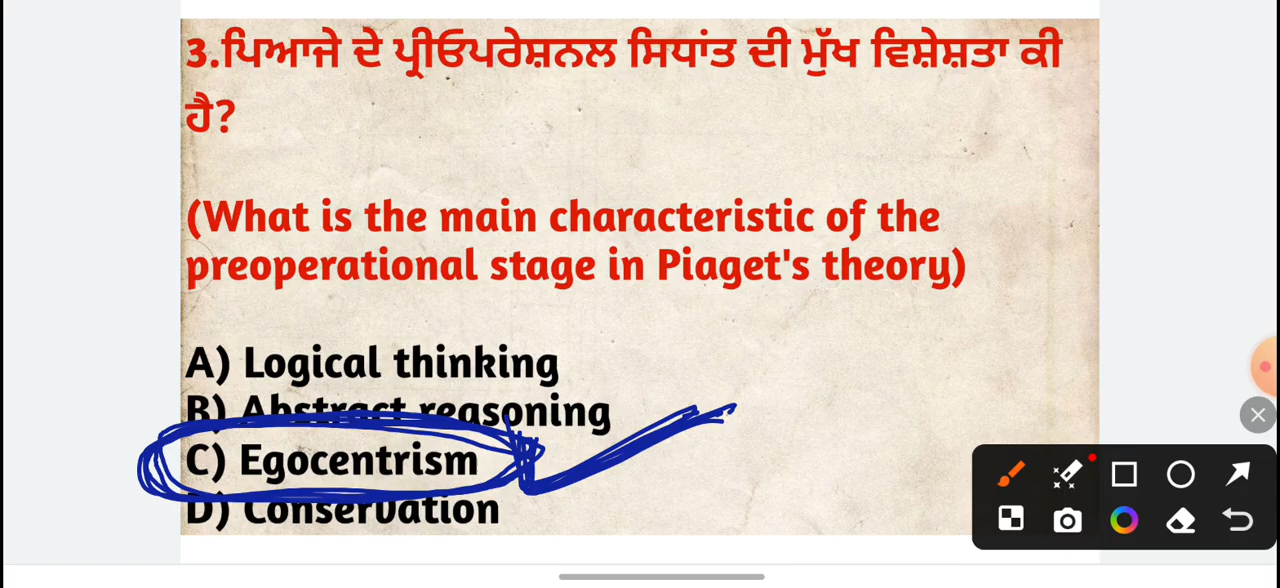 3.ਪਿਆਜੇ ਦੇ ਪ੍ਰੀਓਪਰੇਸ਼ਨਲ ਸਿਧਾਂਤ ਦੀ ਮੁੱਖ ਵਿਸ਼ੇਸ਼ਤਾ ਕੀ
ਹੈ?
(What is the main characteristic of the
preoperational stage in Piaget's theory)
A) Logical thinking
B) Abstract reasoning
C) Egocentrism
D) Conservation